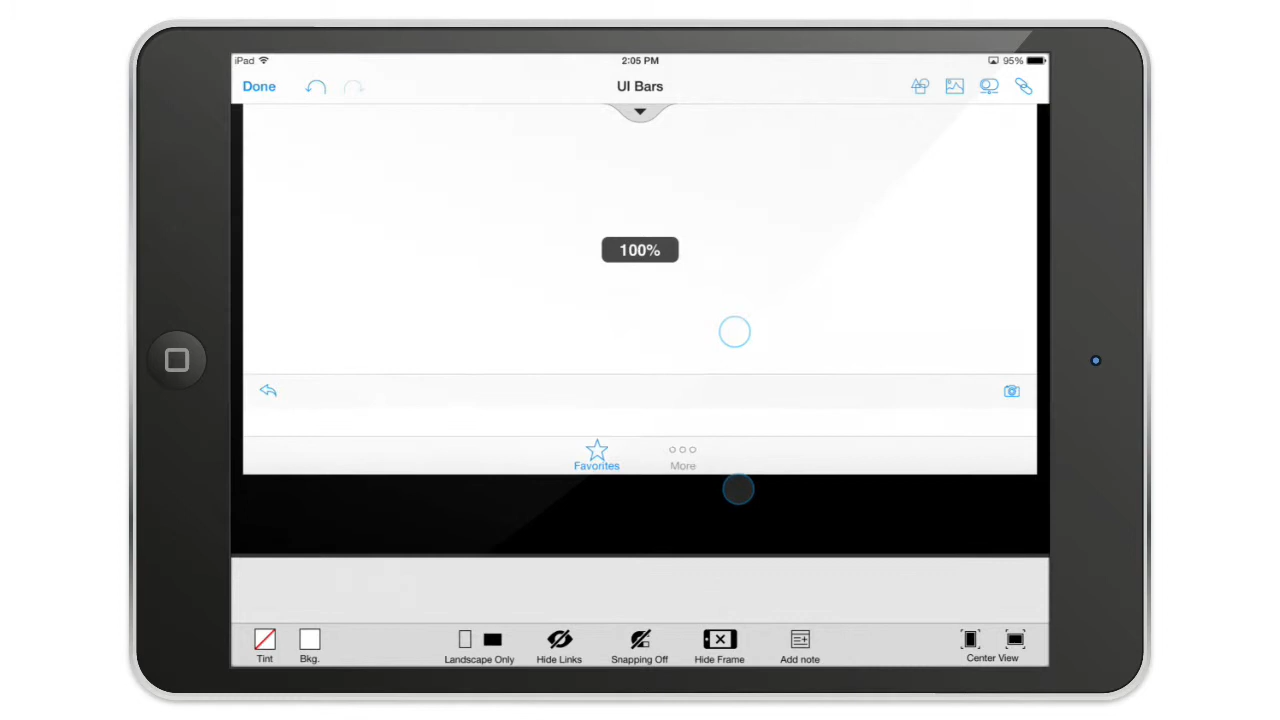 iPad 2:05 PM 95%
Done UI Bars
100%
Favorites More
Tint Bkg. Landscape Only Hide Links Snapping Off Hide Frame Add note Center View